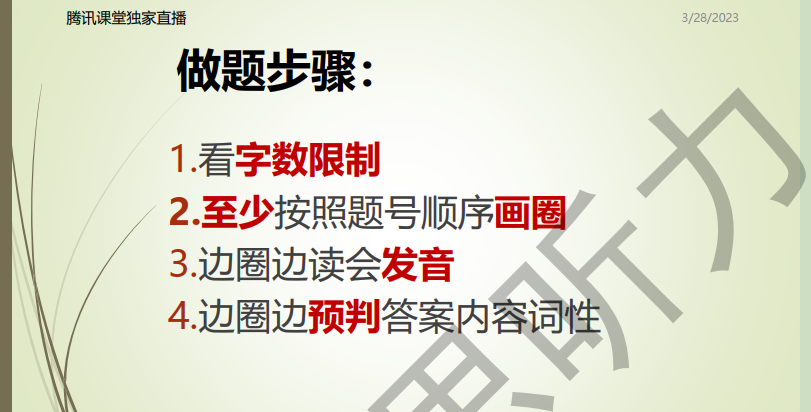 腾讯课堂独家直播
3/28/2023
做题步骤：
1.看字数限制
2.至少按照题号顺序画圈
3.边圈边读会发音
4.边圈边预判答案内容词性
思听力